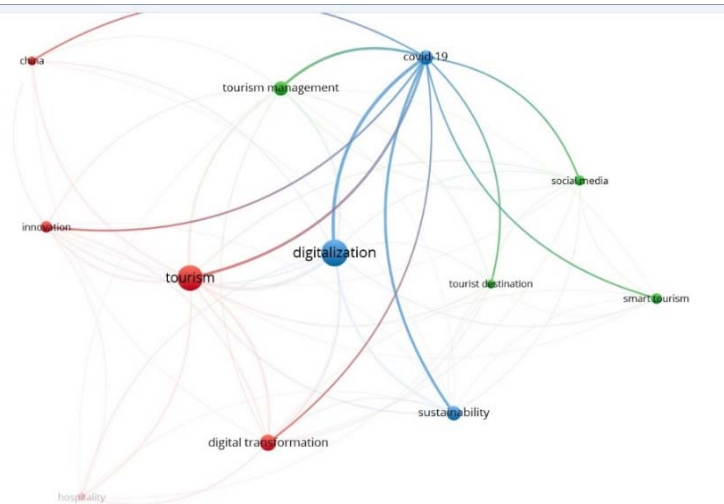 covid-19
china
tourism management
social media
innovation
digitalization
tourism
tourist destination
smart tourism
sustainability
digital transformation
hospitality